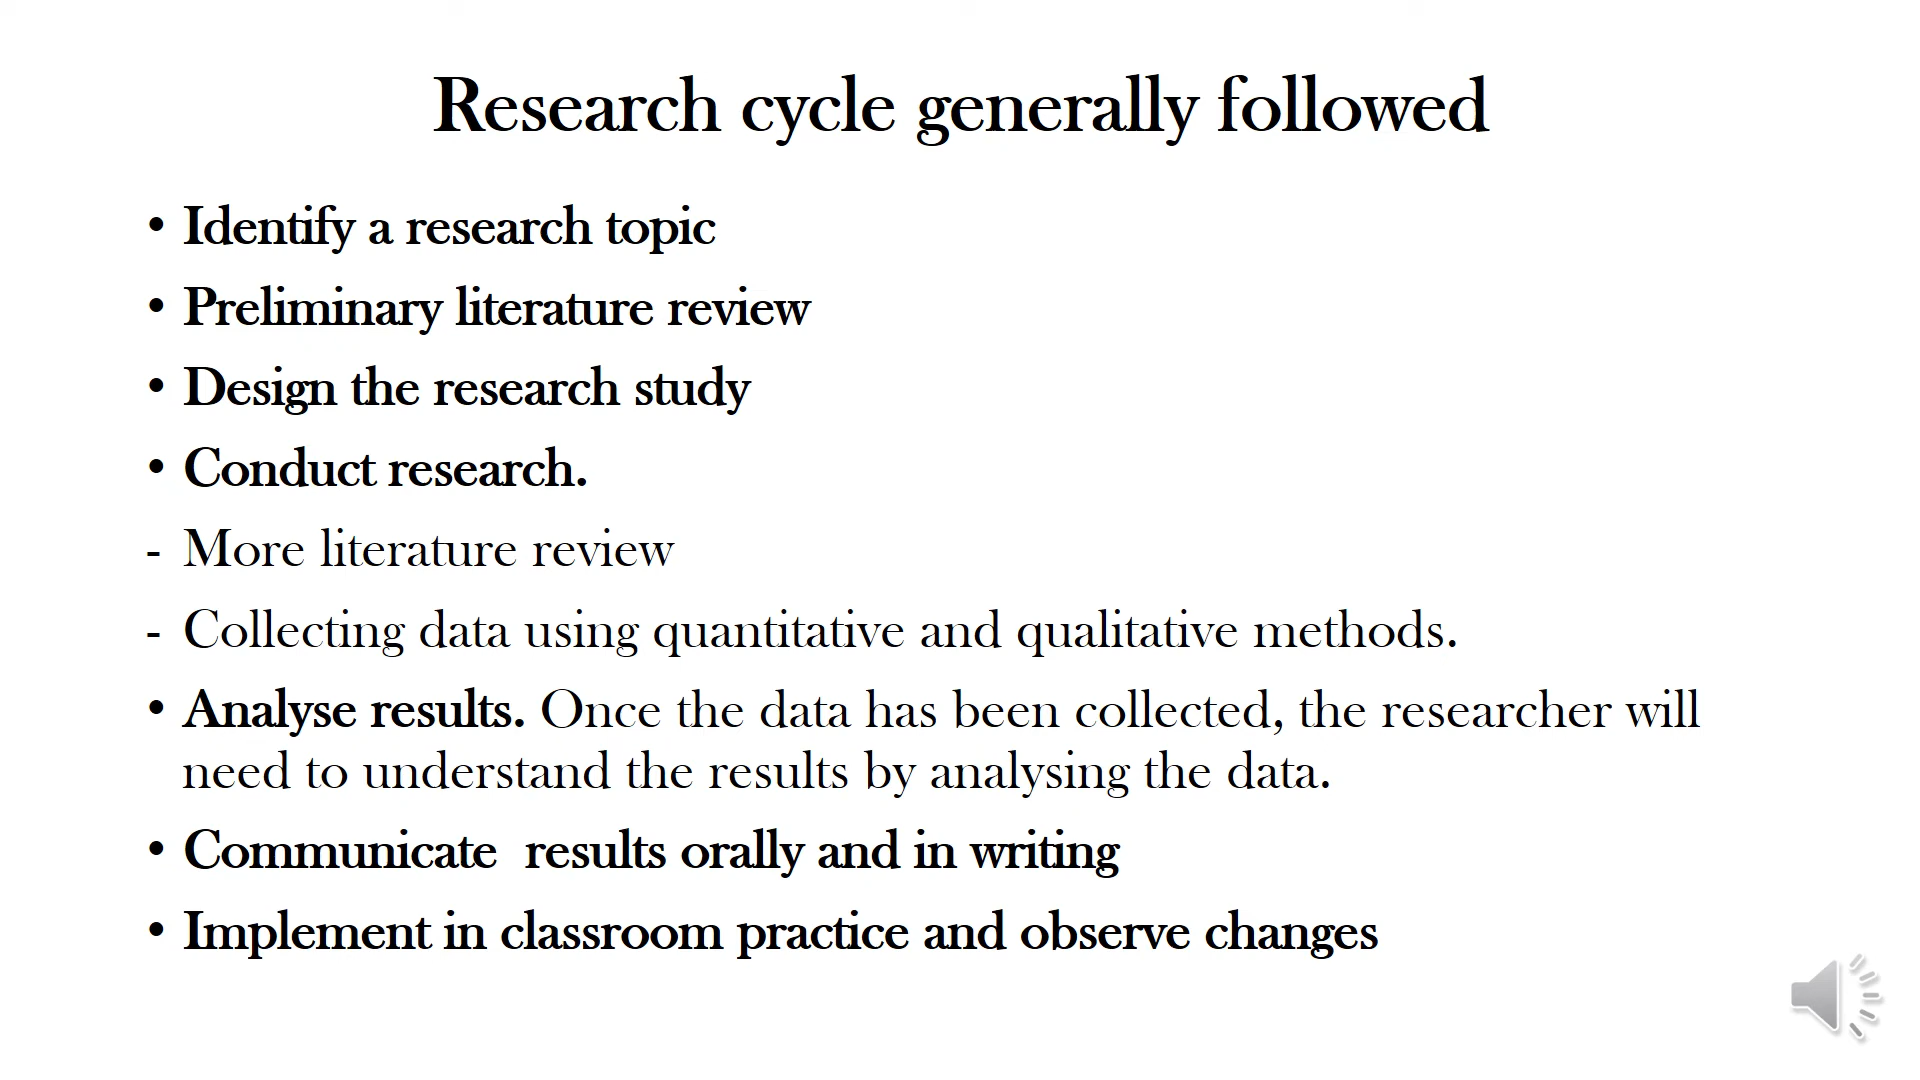 Research cycle generally followed
• Identify a research topic
• Preliminary literature review
• Design the research study
• Conduct research.
- More literature review
- Collecting data using quantitative and qualitative methods.
• Analyse results. Once the data has been collected, the researcher will
need to understand the results by analysing the data.
• Communicate  results orally and in writing
• Implement in classroom practice and observe changes